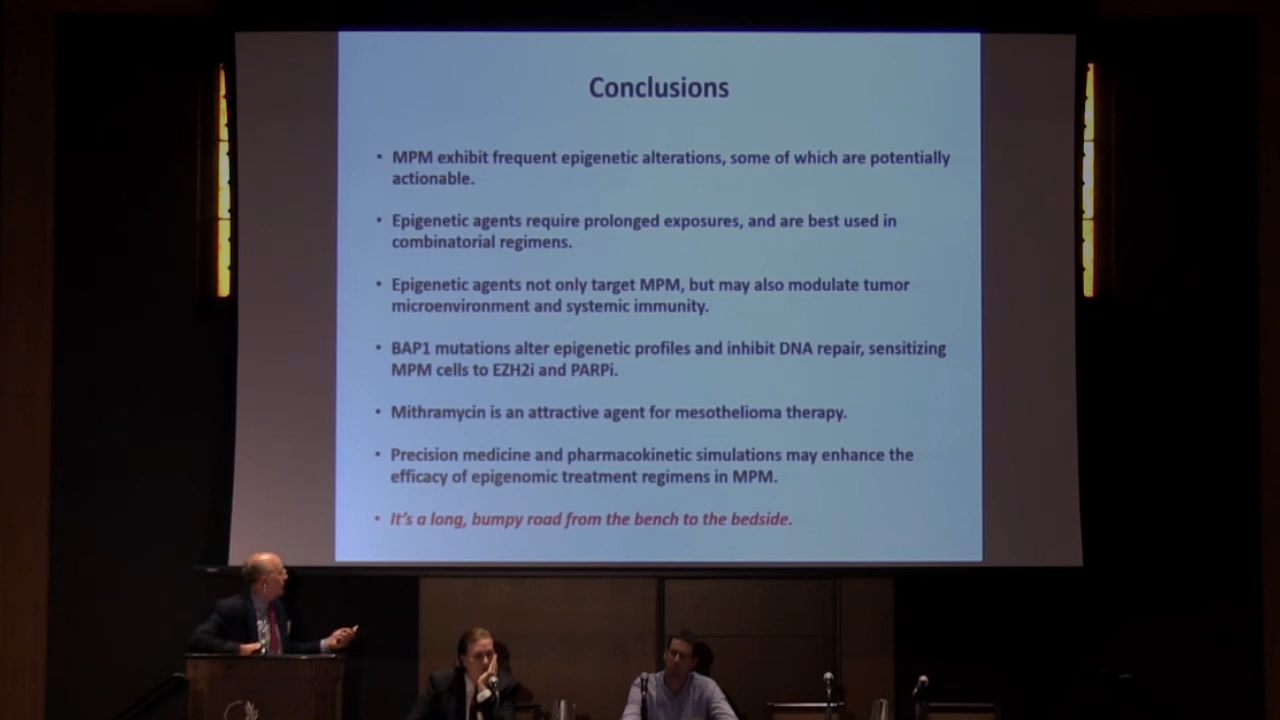 Conclusions
• MPM exhibit frequent epigenetic alterations, some of which are potentially
actionable.
• Epigenetic agents require prolonged exposures, and are best used in
combinatorial regimens.
• Epigenetic agents not only target MPM, but may also modulate tumor
microenvironment and systemic immunity.
• BAP1 mutations alter epigenetic profiles and inhibit DNA repair, sensitizing
MPM cells to EZH2i and PARPi.
• Mithramycin is an attractive agent for mesothelioma therapy.
• Precision medicine and pharmacokinetic simulations may enhance the
efficacy of epigenomic treatment regimens in MPM.
• It's a long, bumpy road from the bench to the bedside.